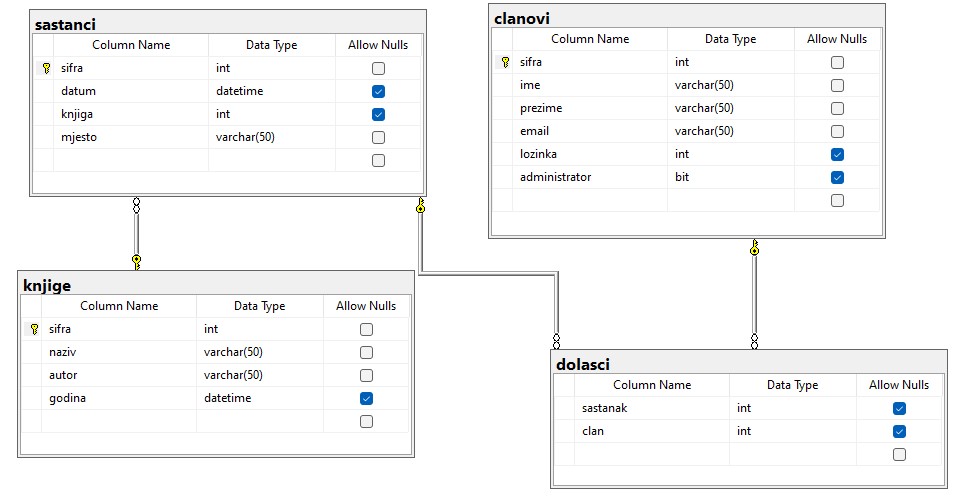 sastanci
Column Name Data Type Allow Nulls
sifra int
datum datetime
knjiga int
mjesto varchar(50)
clanovi
Column Name Data Type Allow Nulls
sifra int
ime varchar(50)
prezime varchar(50)
email varchar(50)
lozinka int
administrator bit
knjige
Column Name Data Type Allow Nulls
sifra int
naziv varchar(50)
autor varchar(50)
godina datetime
dolasci
Column Name Data Type Allow Nulls
sastanak int
clan int